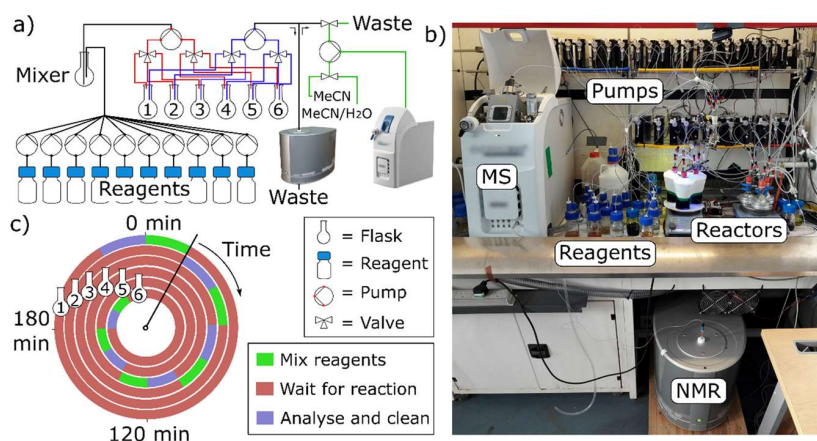 a)
Mixer
1 2 3 4 5 6
Waste
MeCN
MeCN/H₂O
Waste
Reagents
b)
Pumps
MS
Reactors
Reagents
NMR
c)
0 min
Time
1 2 3 4 5 6
180
min
120 min
= Flask
= Reagent
= Pump
= Valve
Mix reagents
Wait for reaction
Analyse and clean